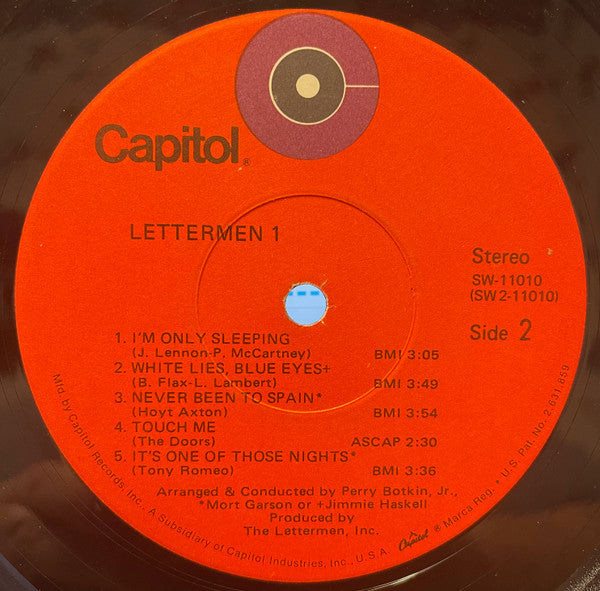 Capitol®
LETTERMEN 1
Stereo
SW-11010
(SW2-11010)
Side 2
1. I'M ONLY SLEEPING
(J. Lennon-P. McCartney) BMI 3:05
2. WHITE LIES, BLUE EYES+
(B. Flax-L. Lambert) BMI 3:49
3. NEVER BEEN TO SPAIN*
(Hoyt Axton) BMI 3:54
4. TOUCH ME
(The Doors) ASCAP 2:30
5. IT'S ONE OF THOSE NIGHTS*
(Tony Romeo) BMI 3:36
Arranged & Conducted by Perry Botkin, Jr.,
*Mort Garson or +Jimmie Haskell
Produced by
The Lettermen, Inc.
Mfd by Capitol Records, Inc., A Subsidiary of Capitol Industries, Inc., U.S.A. Capitol ® Marca Reg. • U.S. Pat. No. 2,631,859